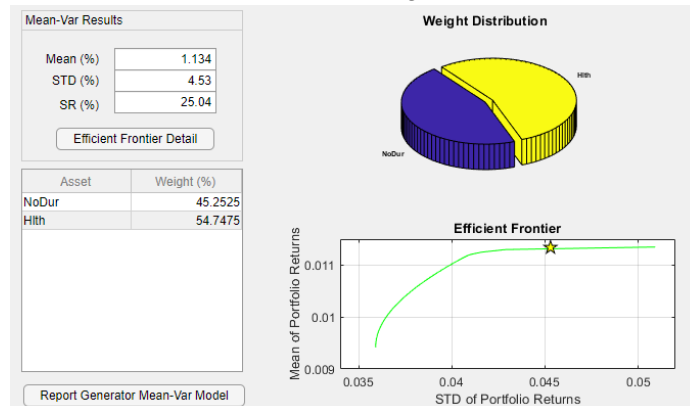 Mean-Var Results
Mean (%) 1.134
STD (%) 4.53
SR (%) 25.04
Efficient Frontier Detail
Asset Weight (%)
NoDur 45.2525
Hlth 54.7475
Report Generator Mean-Var Model
Weight Distribution
Hlth
NoDur
Efficient Frontier
Mean of Portfolio Returns
0.011
0.01
0.009
0.035 0.04 0.045 0.05
STD of Portfolio Returns